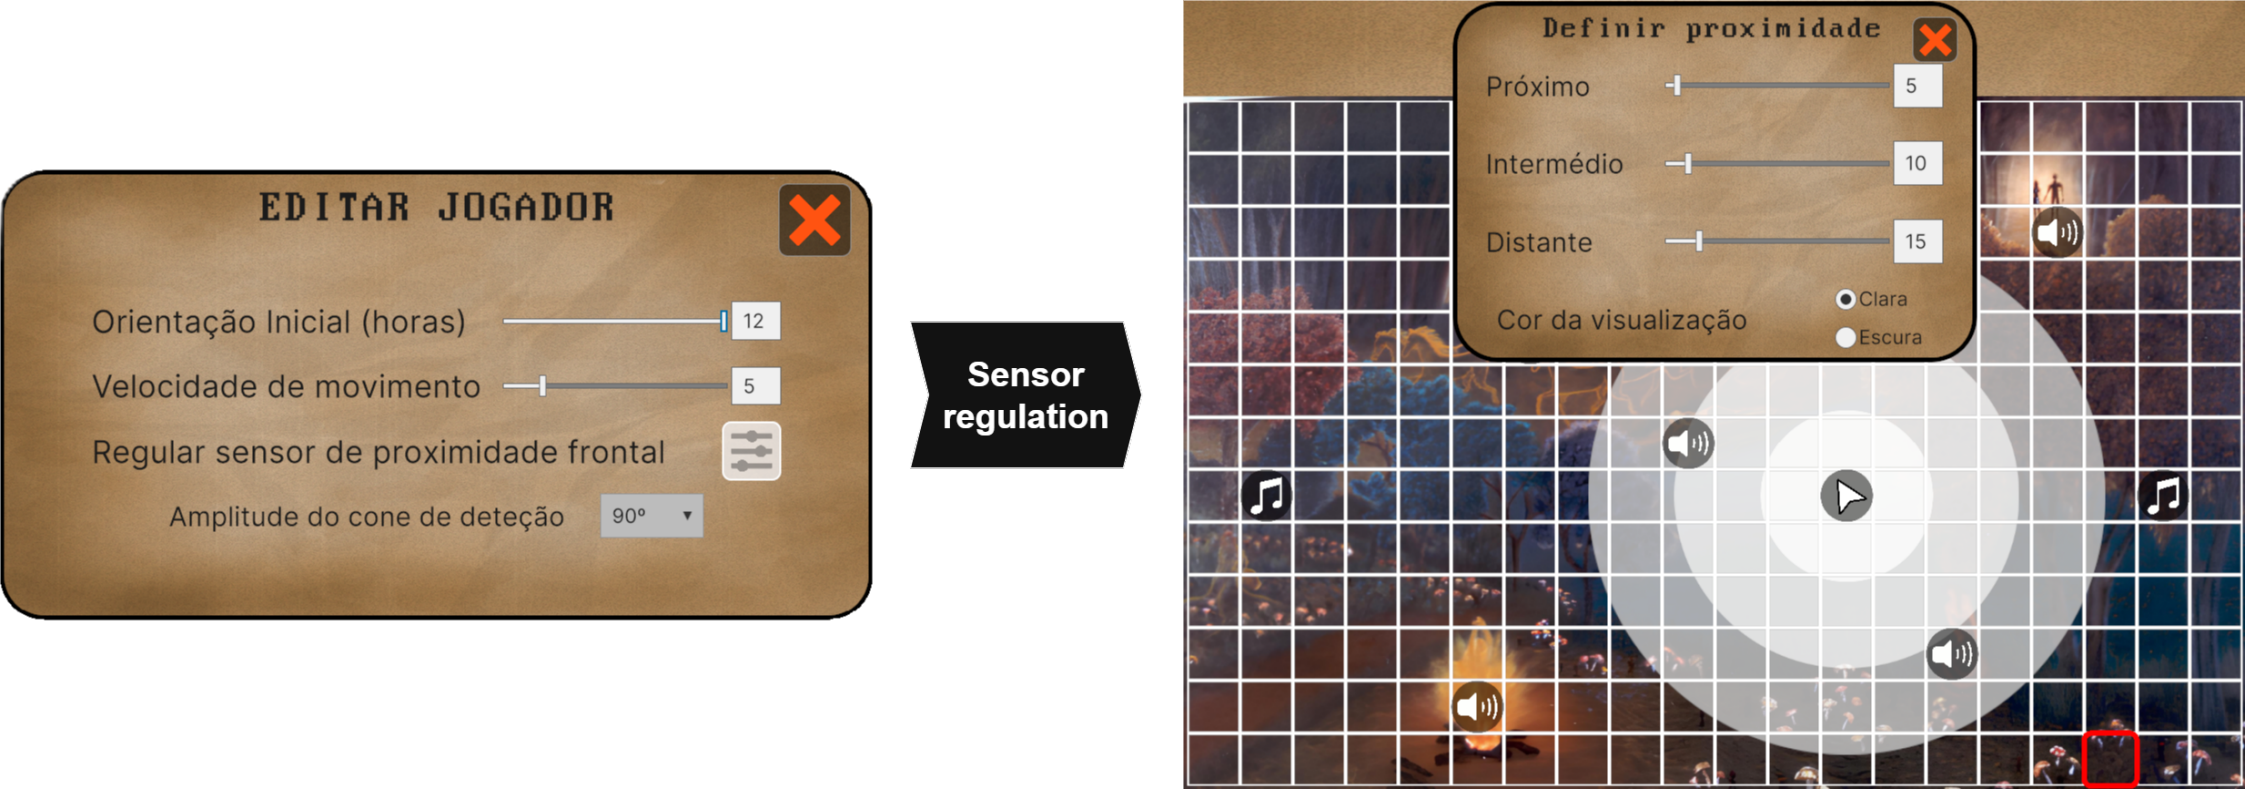 EDITAR JOGADOR
Orientação Inicial (horas) 12
Velocidade de movimento 5
Regular sensor de proximidade frontal
Amplitude do cone de deteção 90º
Sensor
regulation
Definir proximidade
Próximo 5
Intermédio 10
Distante 15
Cor da visualização
Clara
Escura